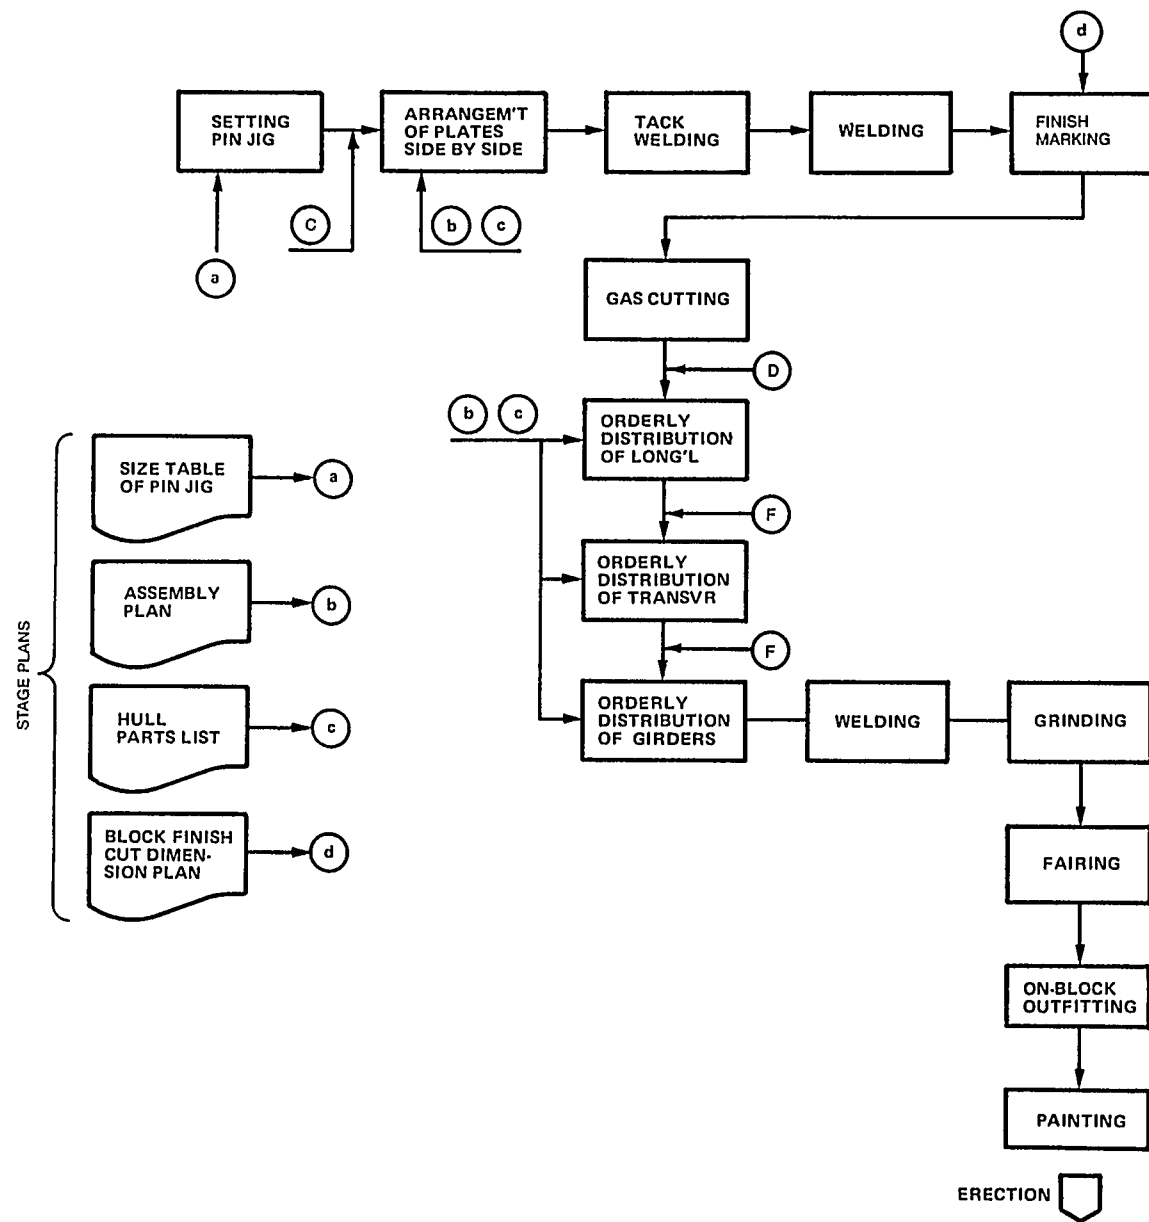 d
SETTING
PIN JIG
ARRANGEM'T
OF PLATES
SIDE BY SIDE
TACK
WELDING
WELDING
FINISH
MARKING
C
b c
a
GAS CUTTING
D
b c
ORDERLY
DISTRIBUTION
OF LONG'L
F
ORDERLY
DISTRIBUTION
OF TRANSVR
F
ORDERLY
DISTRIBUTION
OF GIRDERS
WELDING
GRINDING
FAIRING
ON-BLOCK
OUTFITTING
PAINTING
ERECTION
STAGE PLANS
SIZE TABLE
OF PIN JIG
a
ASSEMBLY
PLAN
b
HULL
PARTS LIST
c
BLOCK FINISH
CUT DIMEN-
SION PLAN
d